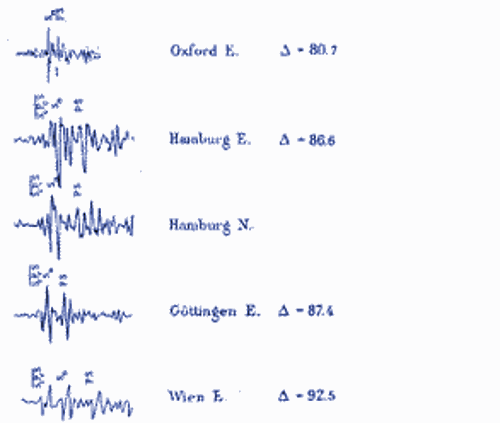 Oxford E. Δ = 80.7
Hamburg E. Δ = 86.6
Hamburg N.
Göttingen E. Δ = 87.4
Wien E. Δ = 92.5